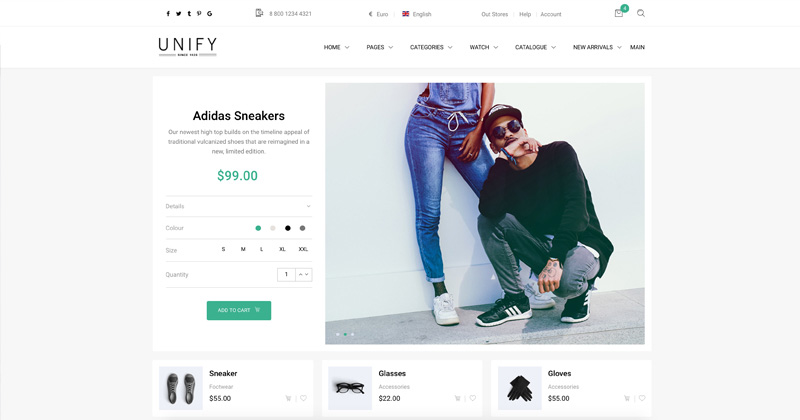 8 800 1234 4321
€ Euro
English
Our Stores
Help
Account
4
UNIFY
SINCE 1925
HOME
PAGES
CATEGORIES
WATCH
CATALOGUE
NEW ARRIVALS
MAIN
Adidas Sneakers
Our newest high top builds on the timeline appeal of
traditional vulcanized shoes that are reimagined in a
new, limited edition.
$99.00
Details
Colour
Size S M L XL XXL
Quantity 1
ADD TO CART
Sneaker
Footwear
$55.00
Glasses
Accessories
$22.00
Gloves
Accessories
$55.00